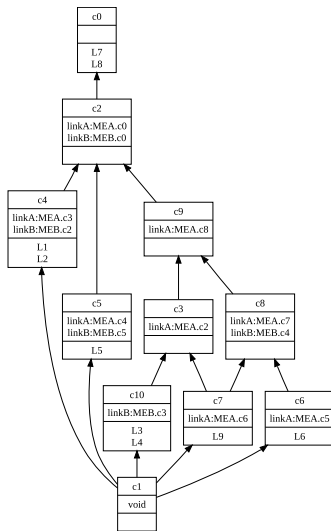 c0
L7
L8
c2
linkA:MEA.c0
linkB:MEB.c0
c4
linkA:MEA.c3
linkB:MEB.c2
L1
L2
c9
linkA:MEA.c8
c5
linkA:MEA.c4
linkB:MEB.c5
L5
c3
linkA:MEA.c2
c8
linkA:MEA.c7
linkB:MEB.c4
c10
linkB:MEB.c3
L3
L4
c7
linkA:MEA.c6
L9
c6
linkA:MEA.c5
L6
c1
void